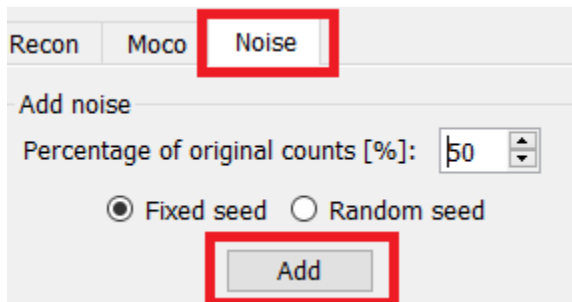 Recon Moco Noise
Add noise
Percentage of original counts [%]: 50
Fixed seed Random seed
Add